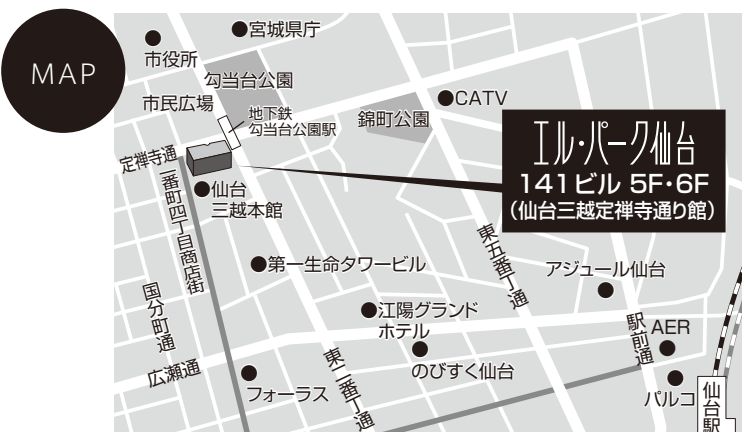 MAP
宮城県庁
市役所
勾当台公園
市民広場
地下鉄
勾当台公園駅
CATV
錦町公園
エル・パーク仙台
141ビル 5F・6F
（仙台三越定禅寺通り館）
定禅寺通
仙台
三越本館
一番町四丁目商店街
東五番丁通
第一生命タワービル
アジュール仙台
国分町通
江陽グランド
ホテル
駅前通
AER
のびすく仙台
広瀬通
フォーラス
東二番丁通
パルコ
仙台駅